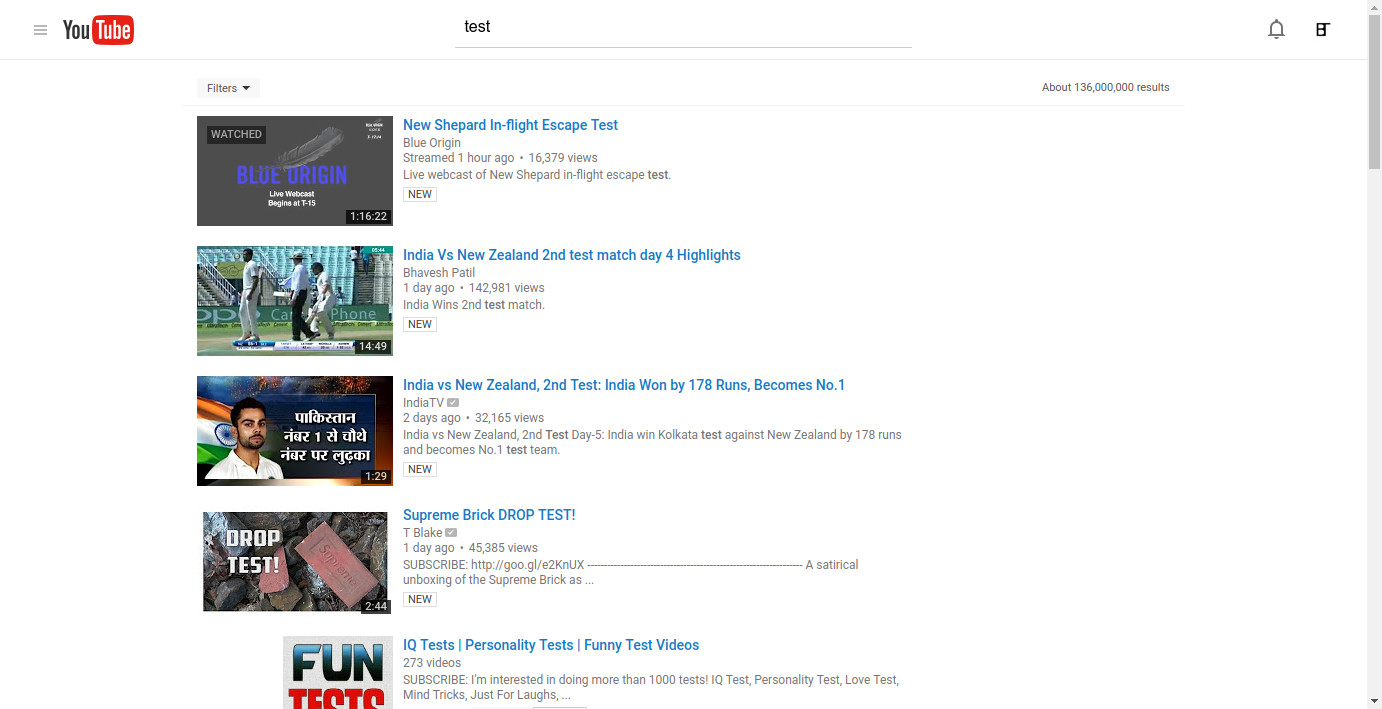 YouTube
test
Filters
About 136,000,000 results
WATCHED
BLUE ORIGIN
Live Webcast
Begins at T-15
1:16:22
New Shepard In-flight Escape Test
Blue Origin
Streamed 1 hour ago • 16,379 views
Live webcast of New Shepard in-flight escape test.
NEW
05:44
14:49
India Vs New Zealand 2nd test match day 4 Highlights
Bhavesh Patil
1 day ago • 142,981 views
India Wins 2nd test match.
NEW
पाकिस्तान
नंबर 1 से चौथे
नंबर पर लुढ़का
1:29
India vs New Zealand, 2nd Test: India Won by 178 Runs, Becomes No.1
IndiaTV
2 days ago • 32,165 views
India vs New Zealand, 2nd Test Day-5: India win Kolkata test against New Zealand by 178 runs
and becomes No.1 test team.
NEW
DROP
TEST!
Supreme
2:44
Supreme Brick DROP TEST!
T Blake
1 day ago • 45,385 views
SUBSCRIBE: http://goo.gl/e2KnUX ------------------------------------------------------------------ A satirical
unboxing of the Supreme Brick as ...
NEW
FUN
TESTS
IQ Tests | Personality Tests | Funny Test Videos
273 videos
SUBSCRIBE: I'm interested in doing more than 1000 tests! IQ Test, Personality Test, Love Test,
Mind Tricks, Just For Laughs, ...